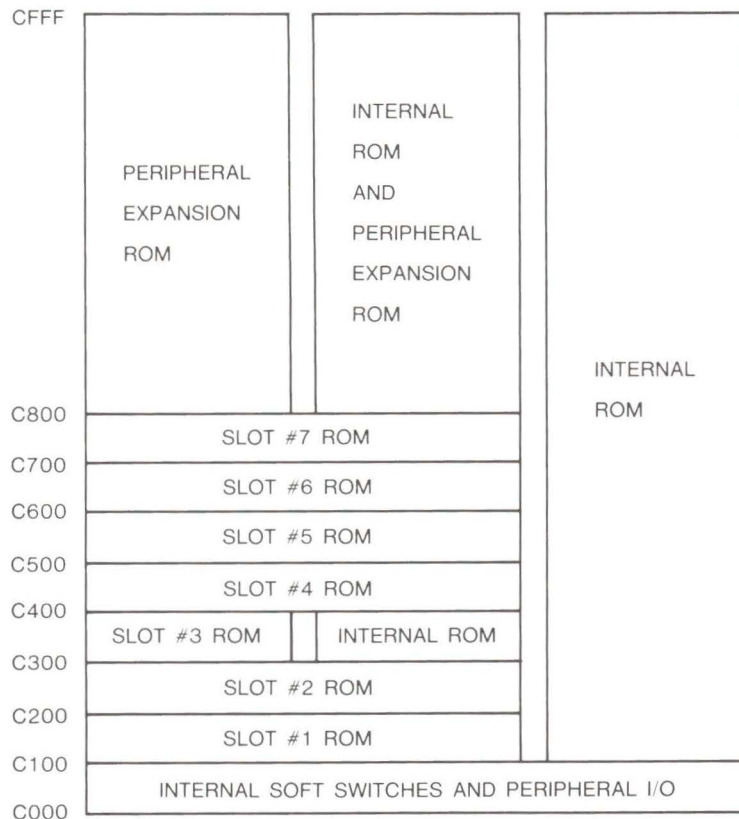 CFFF
PERIPHERAL
EXPANSION
ROM
INTERNAL
ROM
AND
PERIPHERAL
EXPANSION
ROM
INTERNAL
ROM
C800
SLOT #7 ROM
C700
SLOT #6 ROM
C600
SLOT #5 ROM
C500
SLOT #4 ROM
C400
SLOT #3 ROM
INTERNAL ROM
C300
SLOT #2 ROM
C200
SLOT #1 ROM
C100
INTERNAL SOFT SWITCHES AND PERIPHERAL I/O
C000